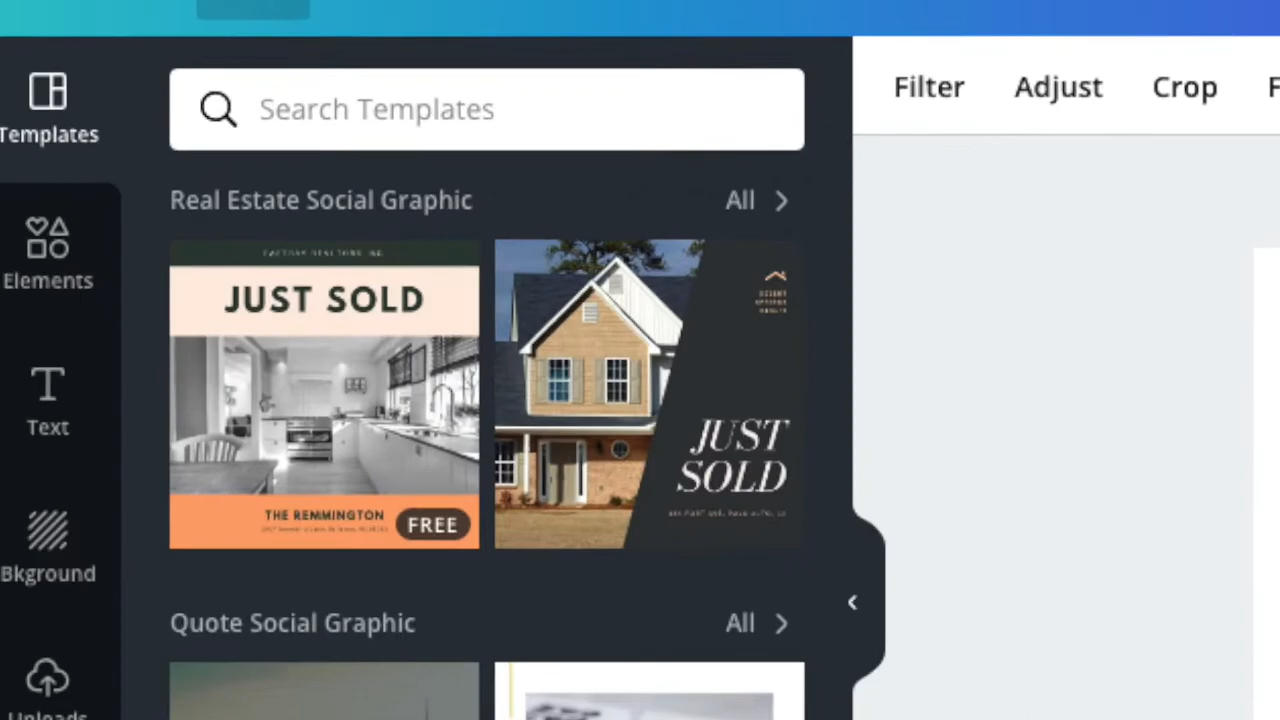 Templates
Search Templates
Filter
Adjust
Crop
F
Real Estate Social Graphic
All
Elements
JUST SOLD
JUST
SOLD
Text
THE REMMINGTON
FREE
Bkground
Quote Social Graphic
All
Uploads